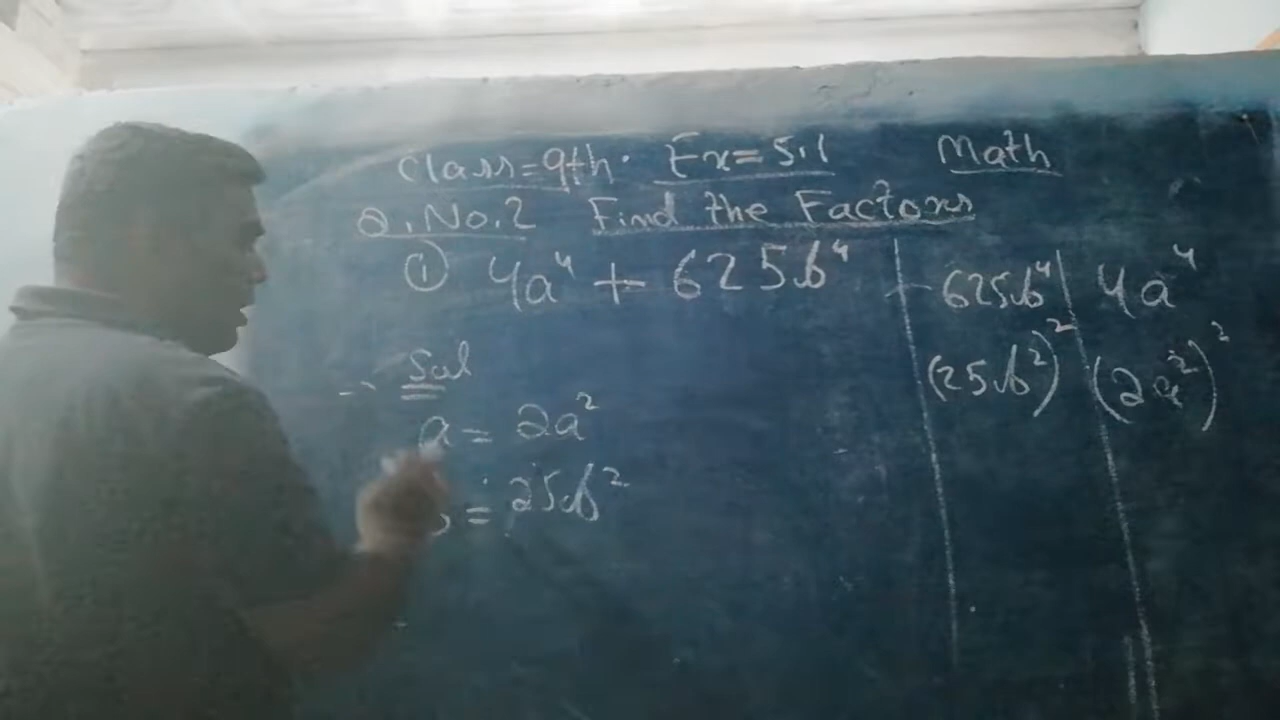 Class=9th. Ex=5.1 Math
Q.No.2 Find the Factors
① 4a⁴ + 625b⁴
625b⁴ 4a⁴
(25b²)² (2a²)²
Sol
a = 2a²
= 25b²